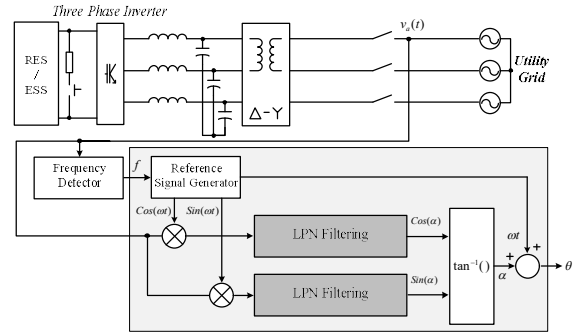 Three Phase Inverter
vₐ(t)
RES
/
ESS
Δ-Y
Utility
Grid
Frequency
Detector
f
Reference
Signal Generator
Cos(ωt)
Sin(ωt)
LPN Filtering
Cos(α)
ωt
+
LPN Filtering
Sin(α)
tan⁻¹()
+
α
θ